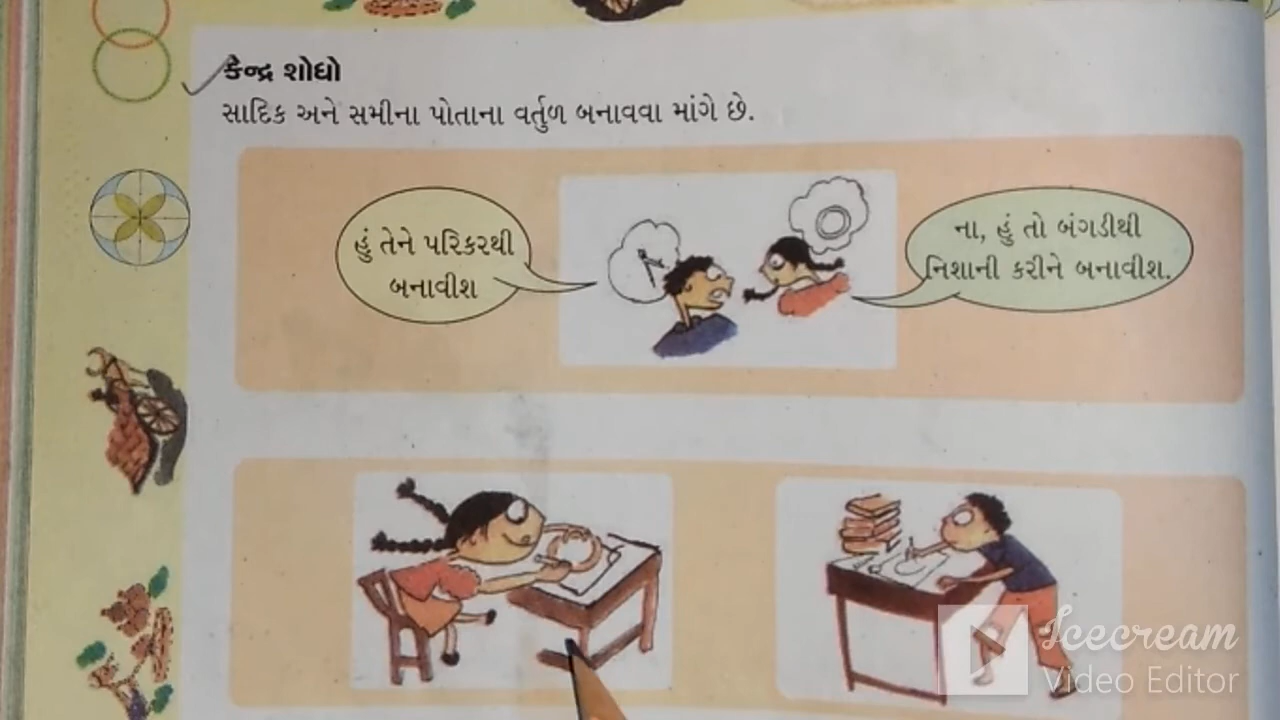 કેન્દ્ર શોધો
સાદિક અને સમીના પોતાના વર્તુળ બનાવવા માંગે છે.
હું તેને પરિકરથી
બનાવીશ
ના, હું તો બંગડીથી
નિશાની કરીને બનાવીશ.
Icecream
Video Editor